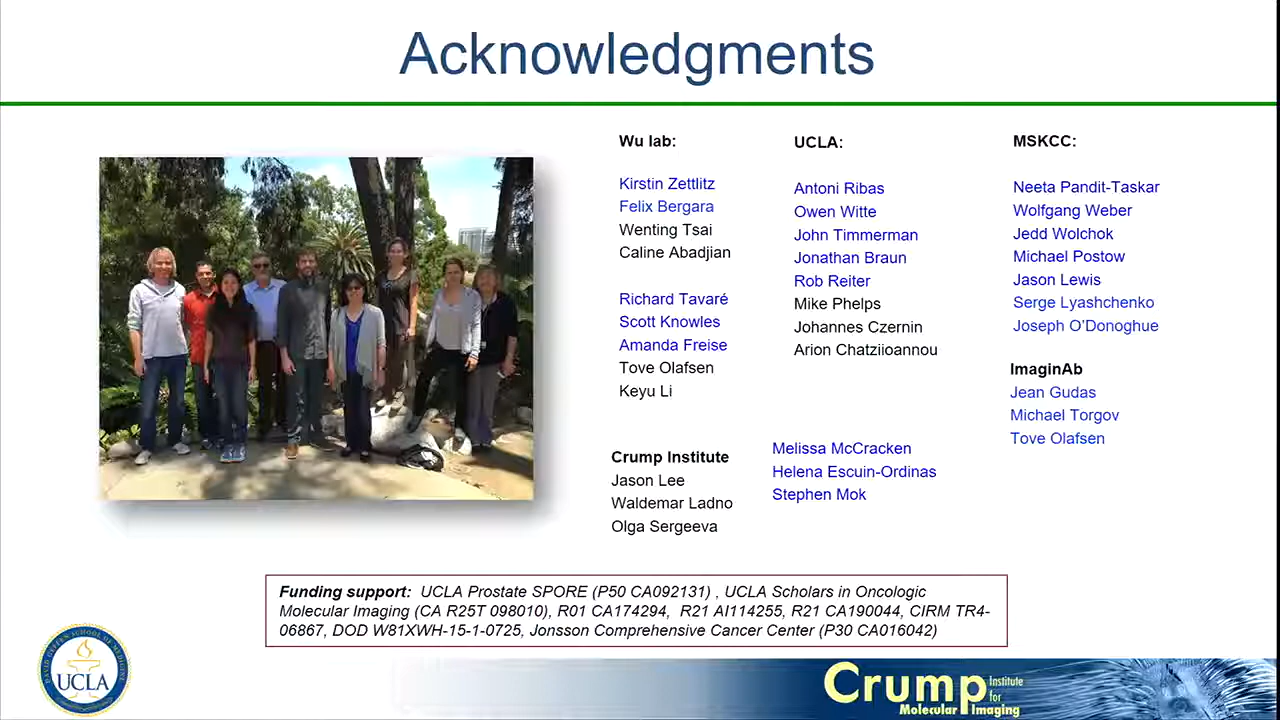 Acknowledgments
Wu lab:
Kirstin Zettlitz
Felix Bergara
Wenting Tsai
Caline Abadjian
Richard Tavaré
Scott Knowles
Amanda Freise
Tove Olafsen
Keyu Li
Crump Institute
Jason Lee
Waldemar Ladno
Olga Sergeeva
UCLA:
Antoni Ribas
Owen Witte
John Timmerman
Jonathan Braun
Rob Reiter
Mike Phelps
Johannes Czernin
Arion Chatziioannou
Melissa McCracken
Helena Escuin-Ordinas
Stephen Mok
MSKCC:
Neeta Pandit-Taskar
Wolfgang Weber
Jedd Wolchok
Michael Postow
Jason Lewis
Serge Lyashchenko
Joseph O'Donoghue
ImaginAb
Jean Gudas
Michael Torgov
Tove Olafsen
Funding support: UCLA Prostate SPORE (P50 CA092131) , UCLA Scholars in Oncologic
Molecular Imaging (CA R25T 098010), R01 CA174294, R21 AI114255, R21 CA190044, CIRM TR4-
06867, DOD W81XWH-15-1-0725, Jonsson Comprehensive Cancer Center (P30 CA016042)
DAVID GEFFEN SCHOOL OF MEDICINE
UCLA
Crump Institute
for
Molecular Imaging